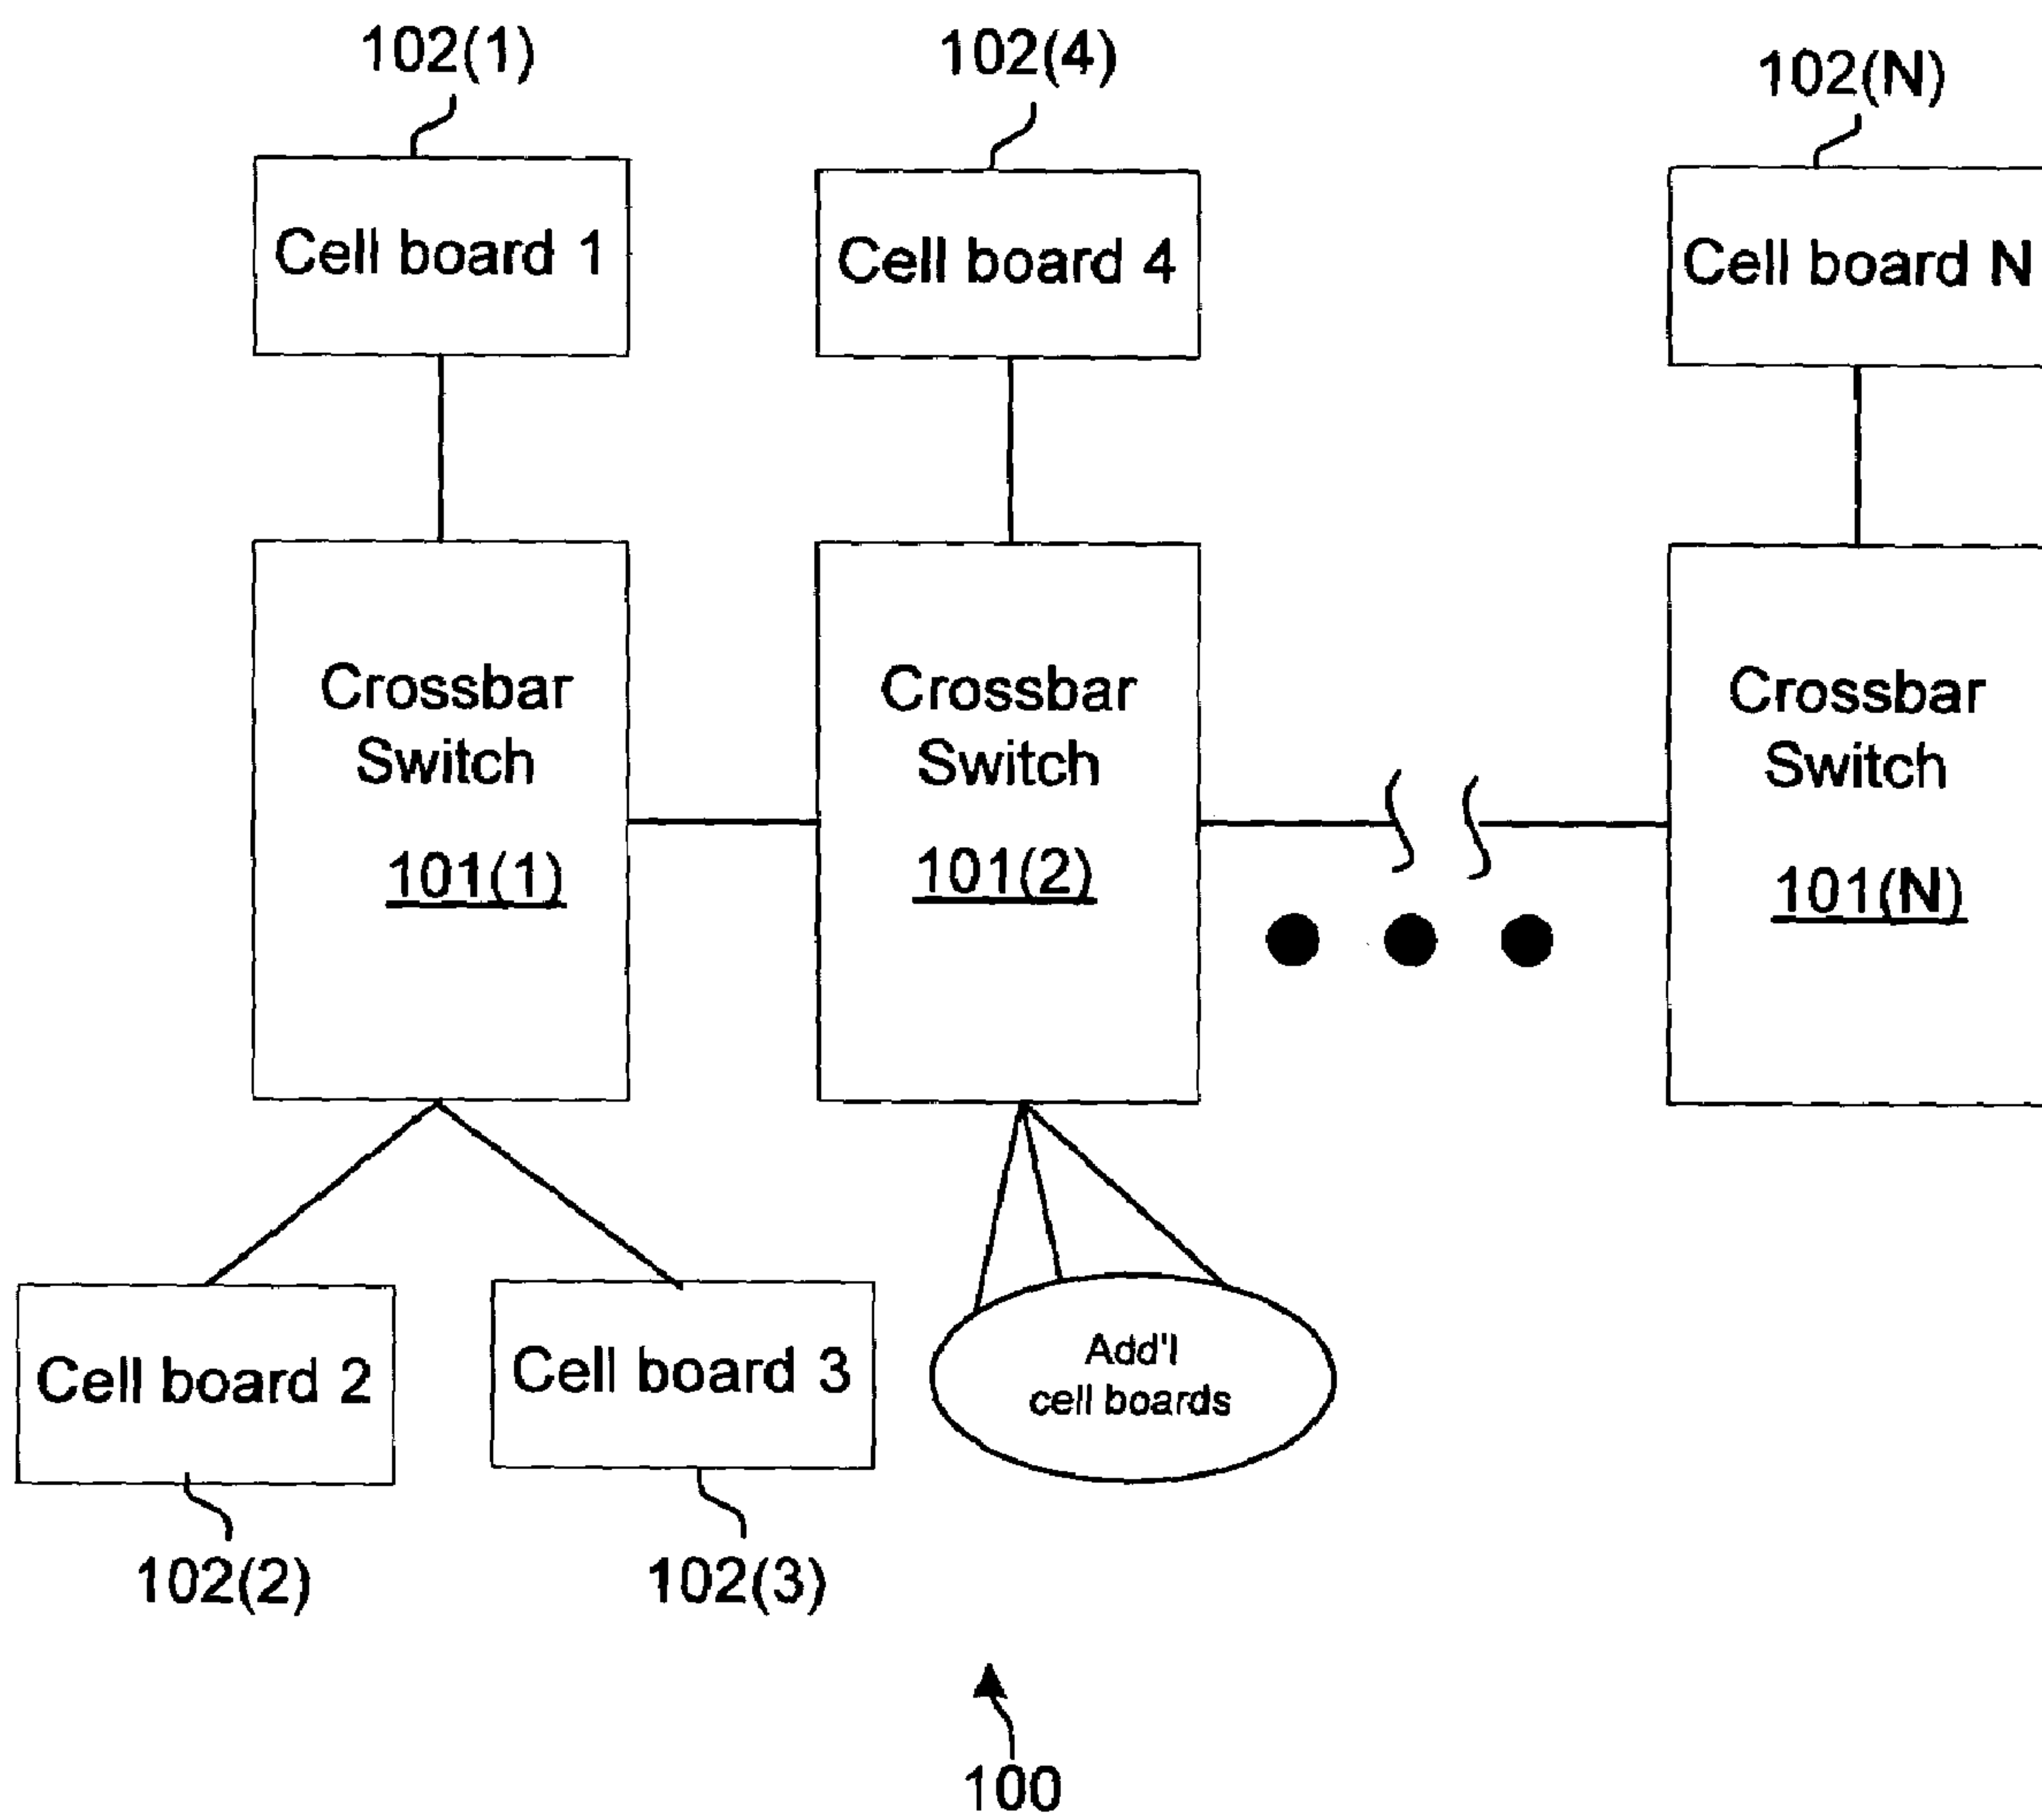 102(1)
102(4)
102(N)
Cell board 1
Cell board 4
Cell board N
Crossbar
Switch
101(1)
Crossbar
Switch
101(2)
Crossbar
Switch
101(N)
Cell board 2
Cell board 3
Add'l
cell boards
102(2)
102(3)
100